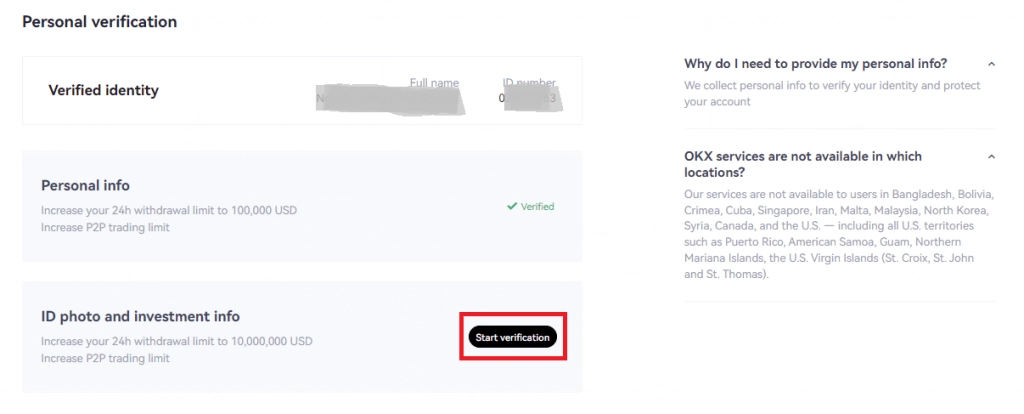 Personal verification
Verified identity
Full name
ID number
Personal info
Increase your 24h withdrawal limit to 100,000 USD
Increase P2P trading limit
Verified
ID photo and investment info
Increase your 24h withdrawal limit to 10,000,000 USD
Increase P2P trading limit
Start verification
Why do I need to provide my personal info?
We collect personal info to verify your identity and protect
your account
OKX services are not available in which
locations?
Our services are not available to users in Bangladesh, Bolivia,
Crimea, Cuba, Singapore, Iran, Malta, Malaysia, North Korea,
Syria, Canada, and the U.S. — including all U.S. territories
such as Puerto Rico, American Samoa, Guam, Northern
Mariana Islands, the U.S. Virgin Islands (St. Croix, St. John
and St. Thomas).